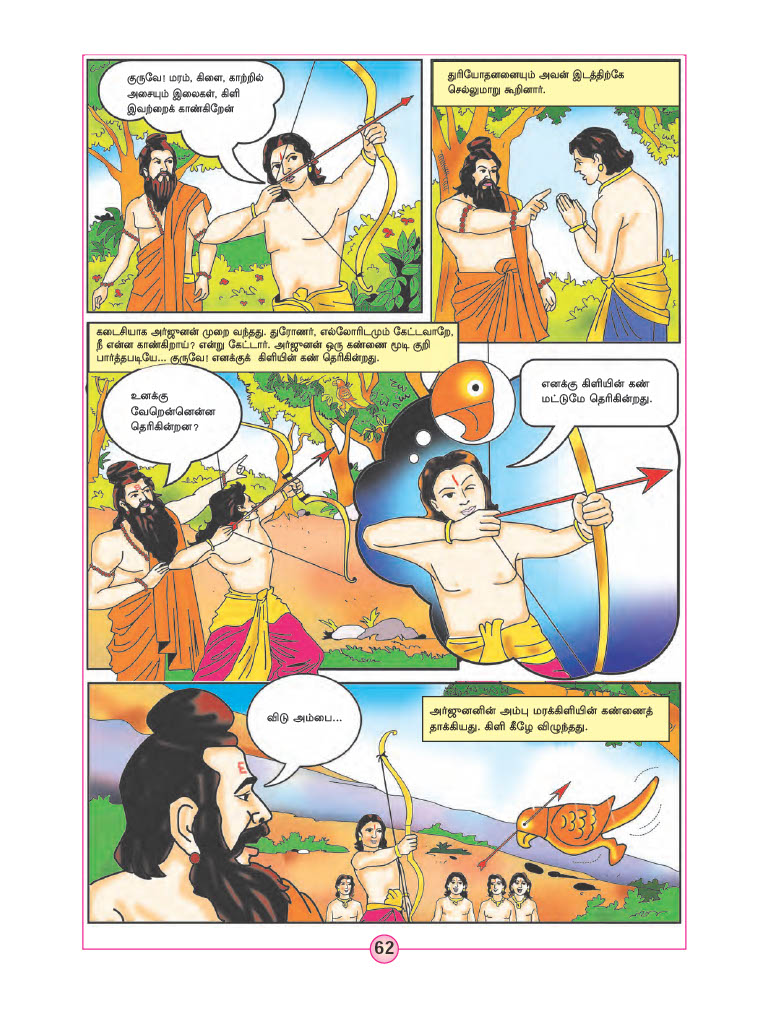 குருவே! மரம், கிளை, காற்றில்
அசையும் இலைகள், கிளி
இவற்றைக் காண்கிறேன்
துரியோதனனையும் அவன் இடத்திற்கே
செல்லுமாறு கூறினார்.
கடைசியாக அர்ஜுனன் முறை வந்தது. துரோணர், எல்லோரிடமும் கேட்டவாறே,
நீ என்ன காண்கிறாய்? என்று கேட்டார். அர்ஜுனன் ஒரு கண்ணை மூடி குறி
பார்த்தபடியே... குருவே! எனக்குக் கிளியின் கண் தெரிகின்றது.
உனக்கு
வேறென்னென்ன
தெரிகின்றன?
எனக்கு கிளியின் கண்
மட்டுமே தெரிகின்றது.
விடு அம்பை...
அர்ஜுனனின் அம்பு மரக்கிளியின் கண்ணைத்
தாக்கியது. கிளி கீழே விழுந்தது.
62